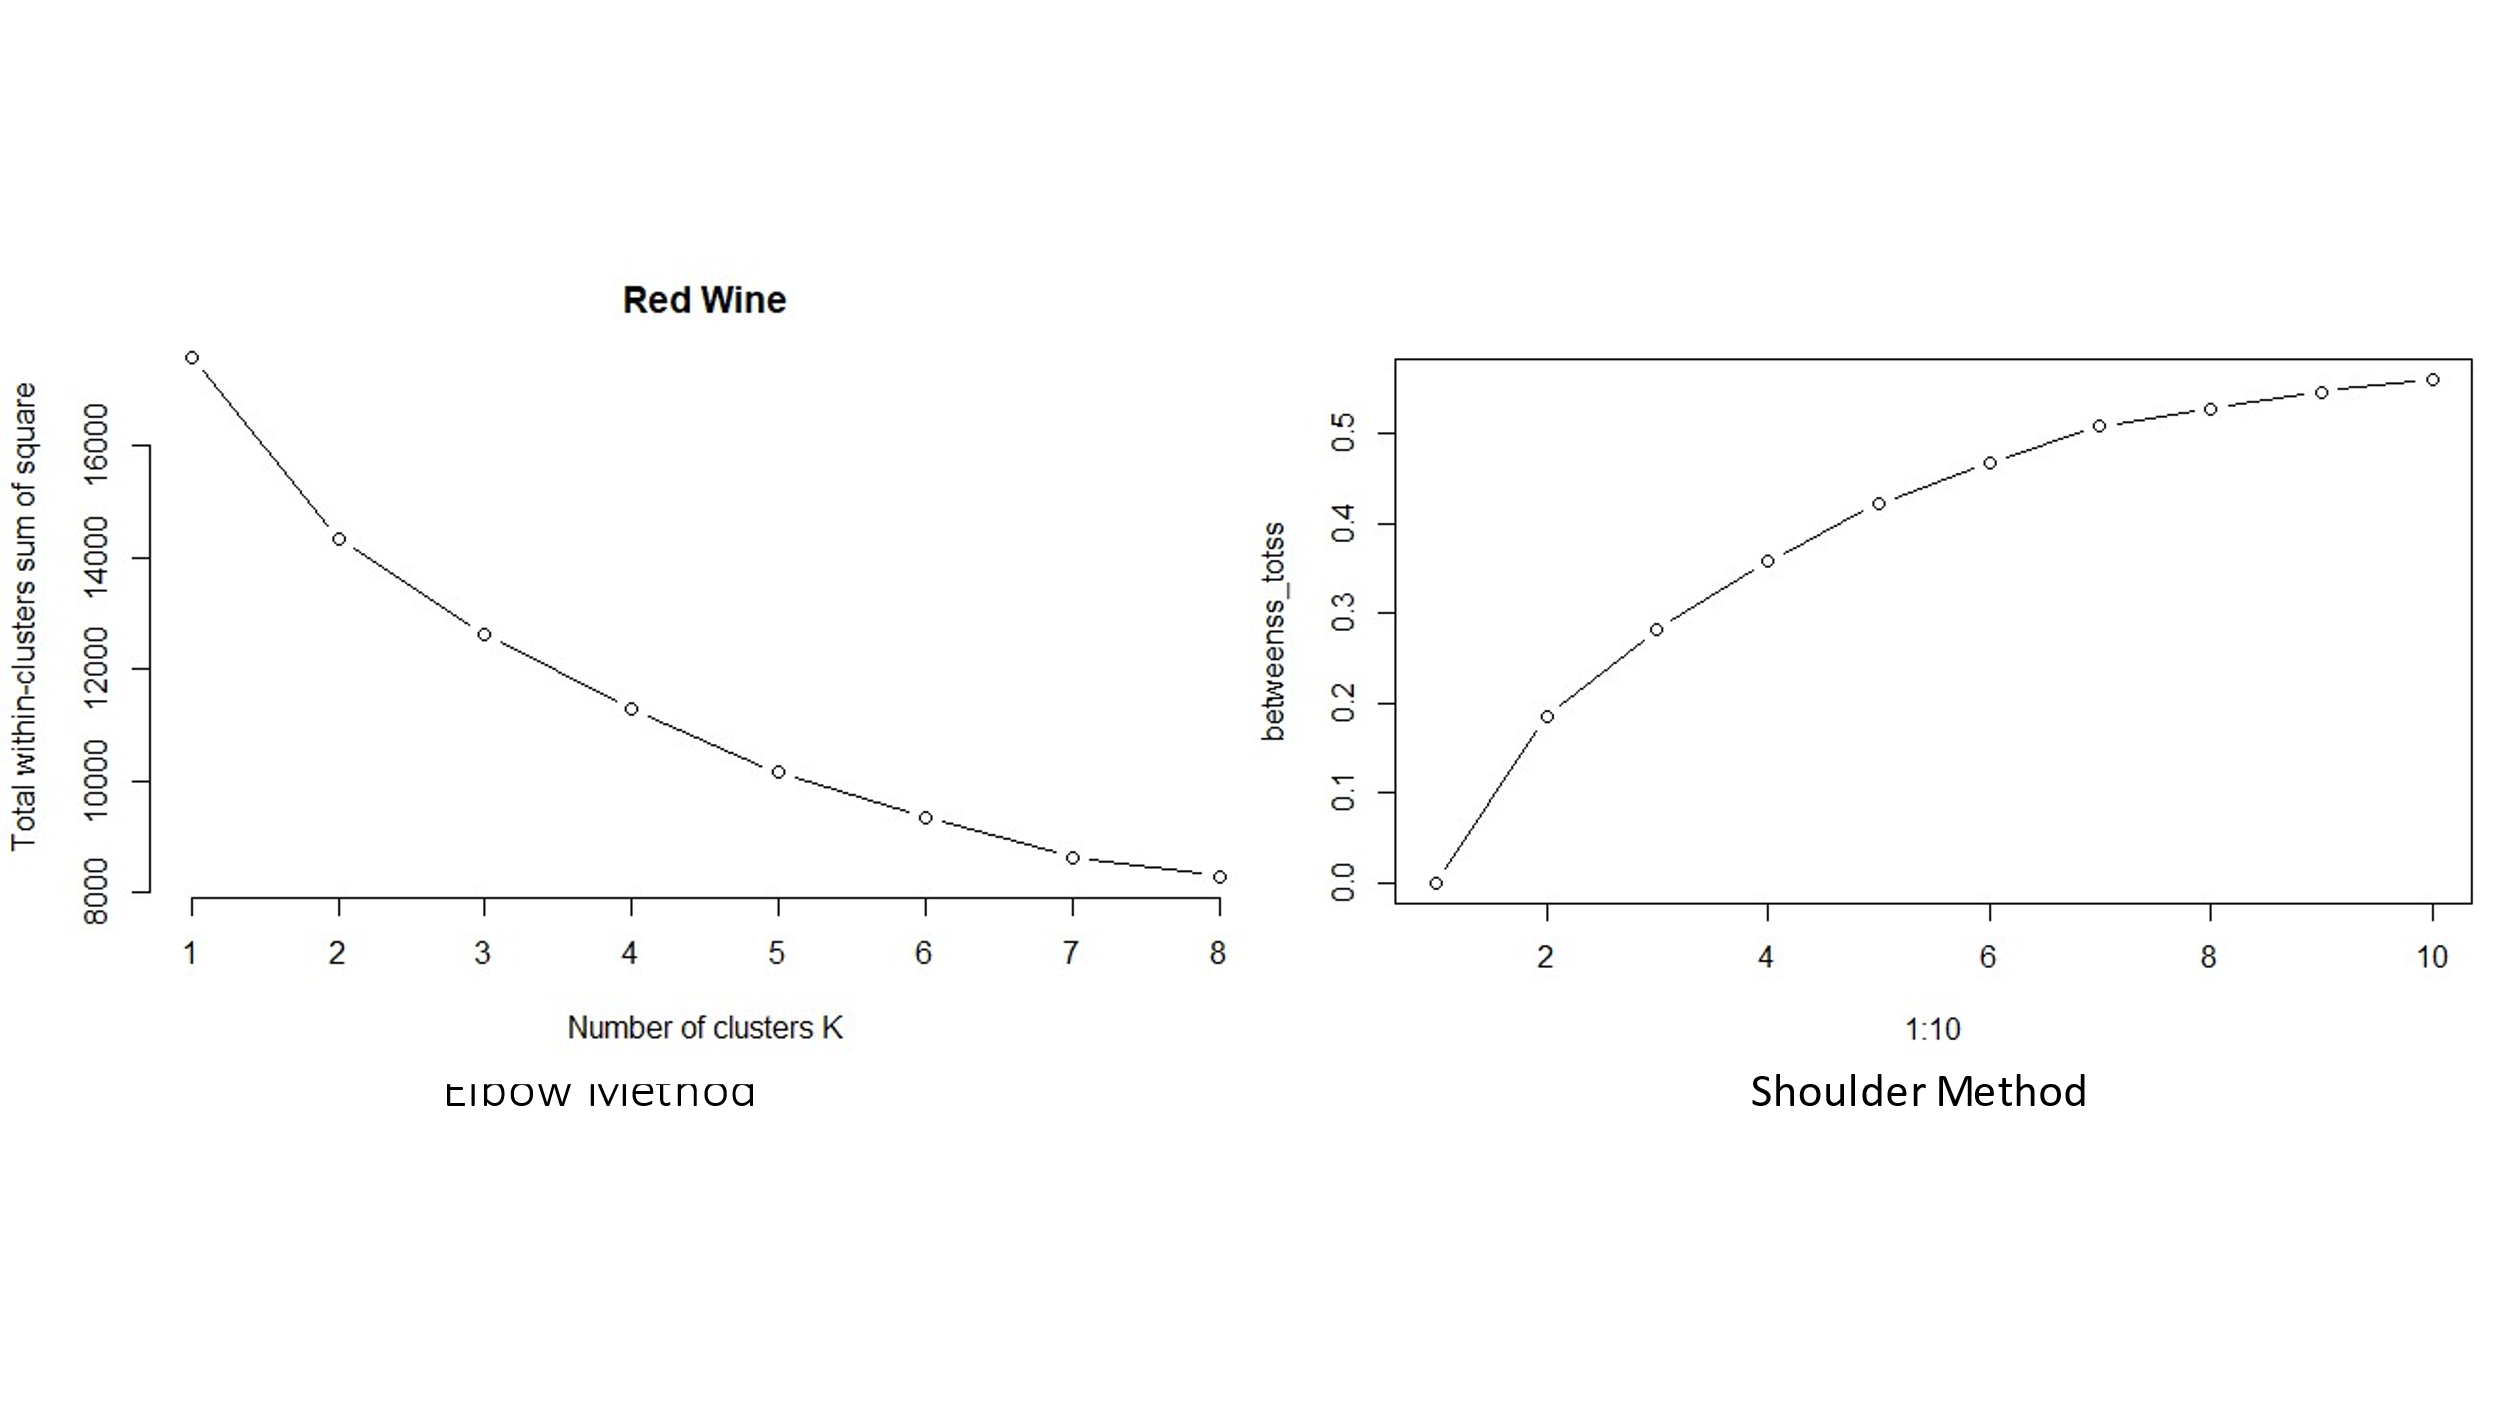 Red Wine
Total within-clusters sum of square
16000
14000
12000
10000
8000
1 2 3 4 5 6 7 8
Number of clusters K
Elbow Method
betweenss_totss
0.5
0.4
0.3
0.2
0.1
0.0
2 4 6 8 10
1:10
Shoulder Method